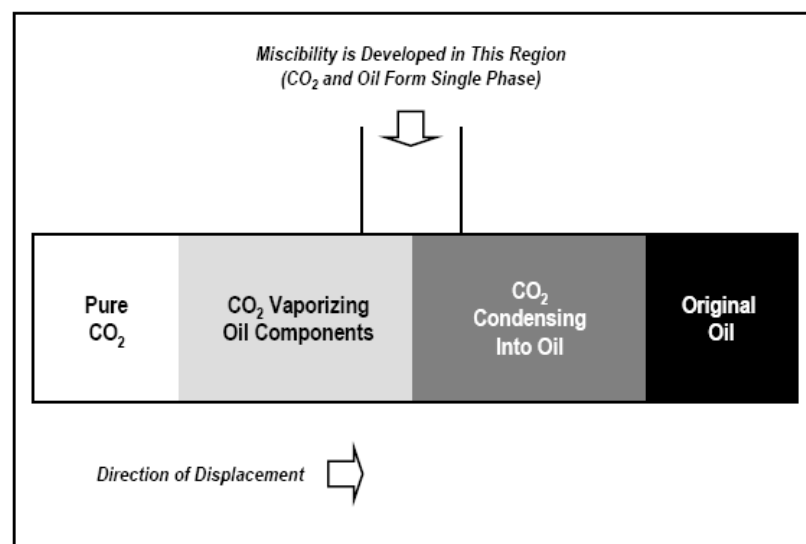 Miscibility is Developed in This Region
(CO₂ and Oil Form Single Phase)
Pure
CO₂
CO₂ Vaporizing
Oil Components
CO₂
Condensing
Into Oil
Original
Oil
Direction of Displacement